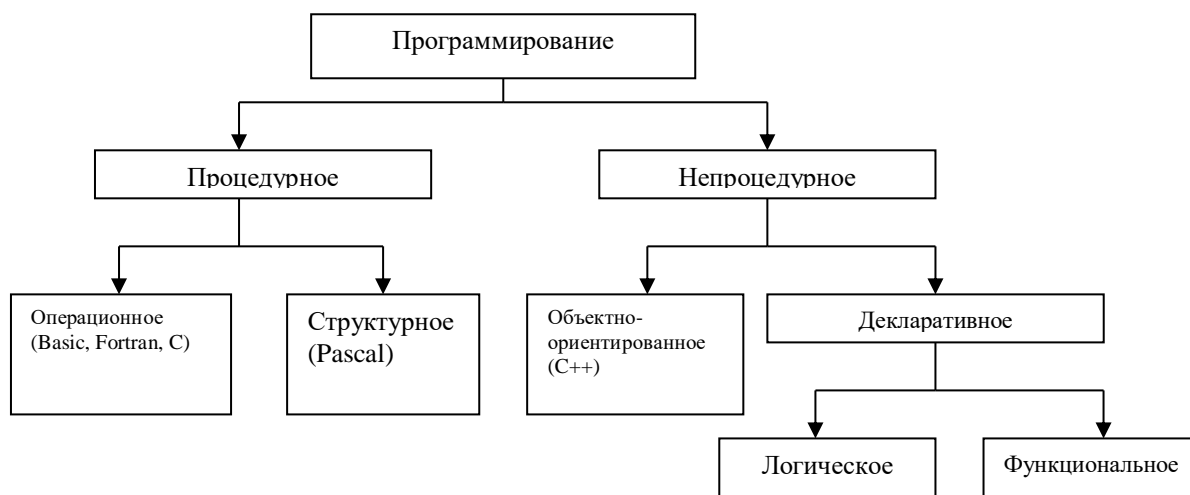 Программирование
Процедурное
Непроцедурное
Операционное
(Basic, Fortran, C)
Структурное
(Pascal)
Объектно-
ориентированное
(C++)
Декларативное
Логическое
Функциональное